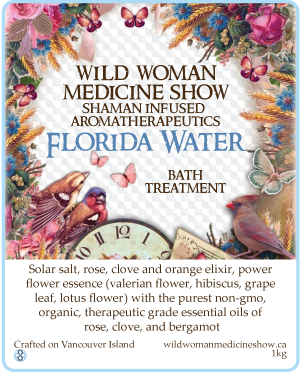 WILD WOMAN
MEDICINE SHOW
SHAMAN INFUSED
AROMATHERAPEUTICS
FLORIDA WATER
BATH
TREATMENT
Solar salt, rose, clove and orange elixir, power
flower essence (valerian flower, hibiscus, grape
leaf, lotus flower) with the purest non-gmo,
organic, therapeutic grade essential oils of
rose, clove, and bergamot
Crafted on Vancouver Island wildwomanmedicineshow.ca
1kg